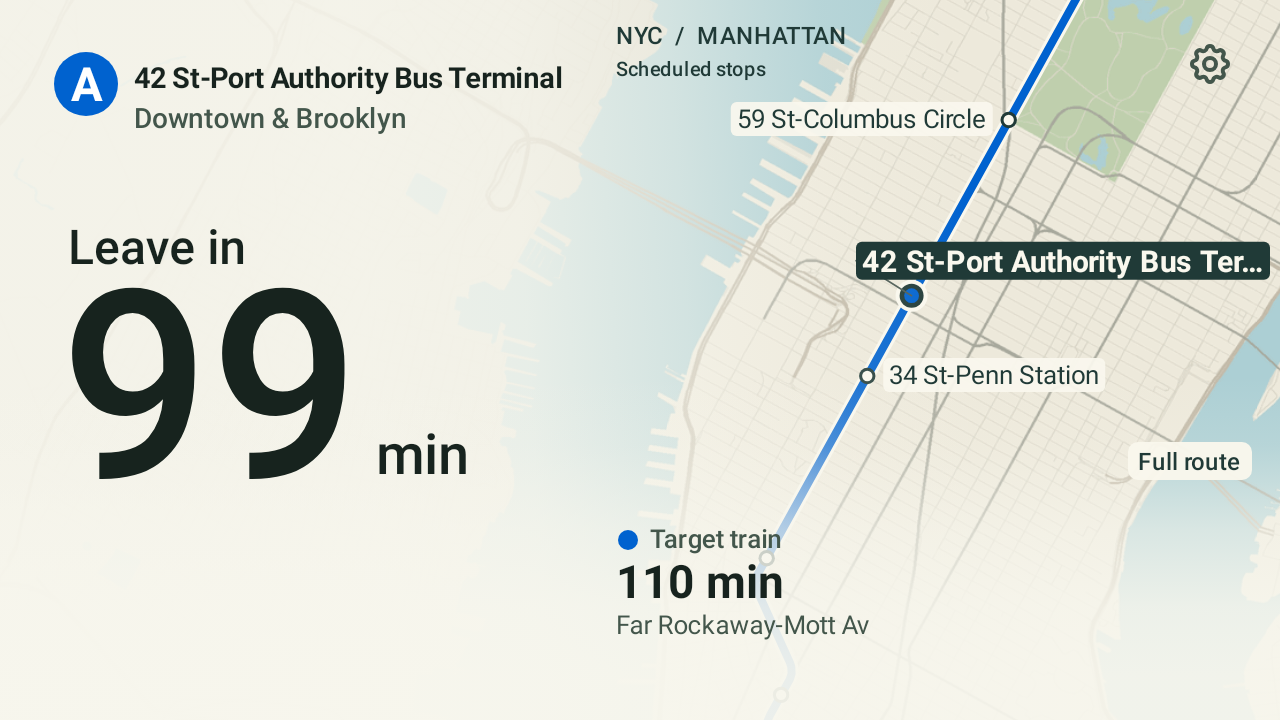 A
42 St-Port Authority Bus Terminal
Downtown & Brooklyn
Leave in
99 min
NYC / MANHATTAN
Scheduled stops
59 St-Columbus Circle
42 St-Port Authority Bus Ter...
34 St-Penn Station
Full route
Target train
110 min
Far Rockaway-Mott Av